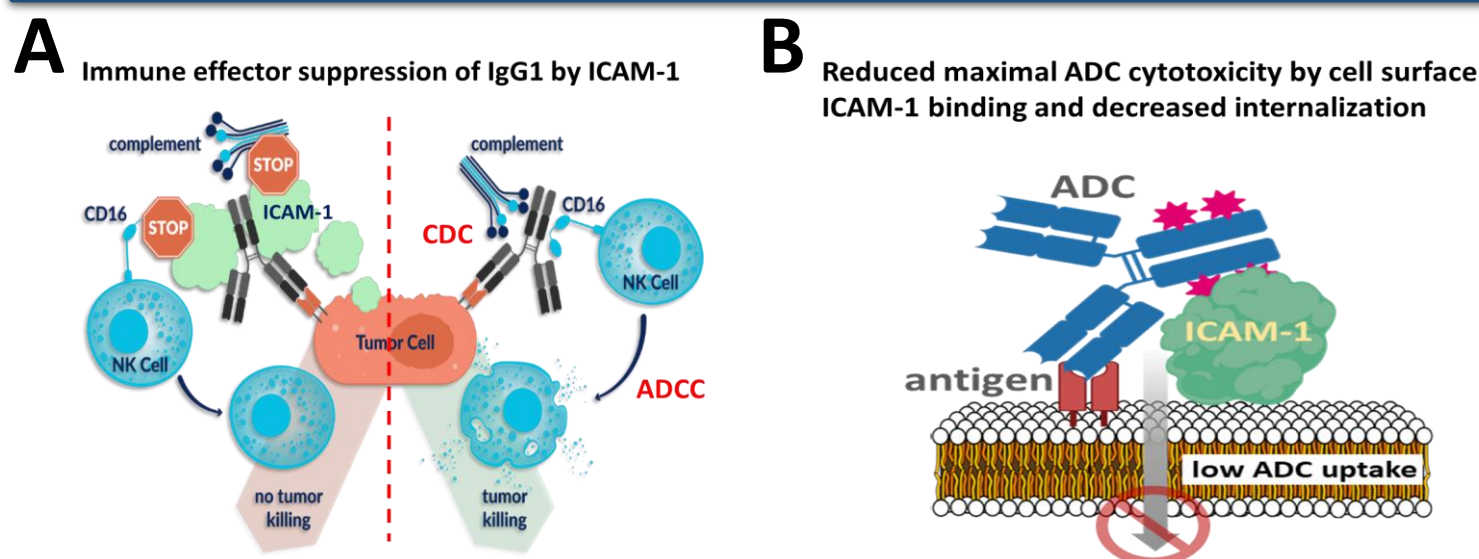 A
Immune effector suppression of IgG1 by ICAM-1
complement
STOP
CD16
STOP
ICAM-1
NK Cell
complement
CD16
CDC
NK Cell
Tumor Cell
ADCC
no tumor
killing
tumor
killing
B
Reduced maximal ADC cytotoxicity by cell surface
ICAM-1 binding and decreased internalization
ADC
ICAM-1
antigen
low ADC uptake